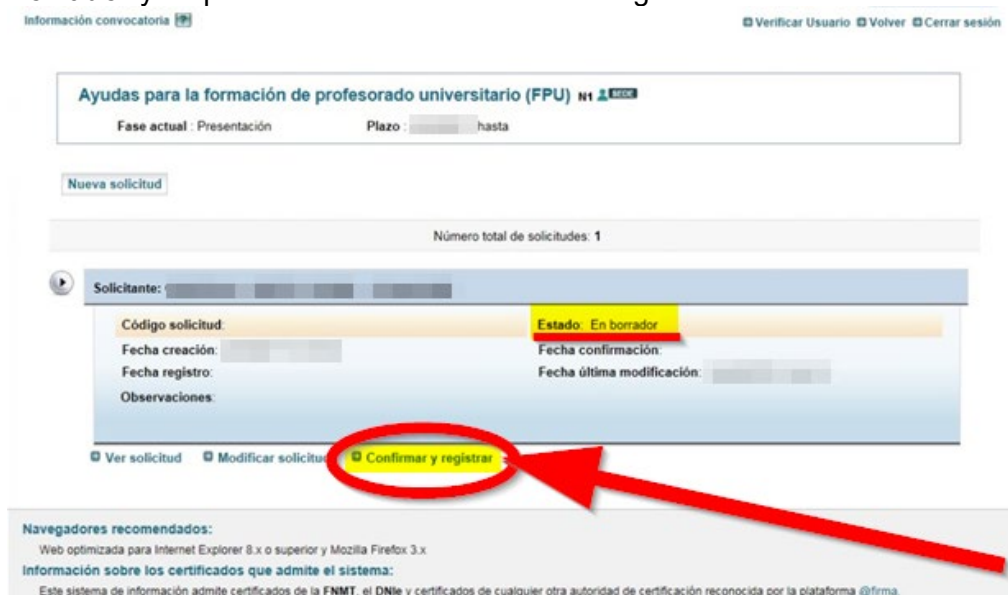 Información convocatoria
Verificar Usuario Volver Cerrar sesión
Ayudas para la formación de profesorado universitario (FPU) N1 SEDE
Fase actual : Presentación Plazo : hasta
Nueva solicitud
Número total de solicitudes: 1
Solicitante:
Código solicitud: Estado: En borrador
Fecha creación: Fecha confirmación:
Fecha registro: Fecha última modificación:
Observaciones:
Ver solicitud Modificar solicitud Confirmar y registrar
Navegadores recomendados:
Web optimizada para Internet Explorer 8.x o superior y Mozilla Firefox 3.x
Información sobre los certificados que admite el sistema:
Este sistema de información admite certificados de la FNMT, el DNIe y certificados de cualquier otra autoridad de certificación reconocida por la plataforma @firma.